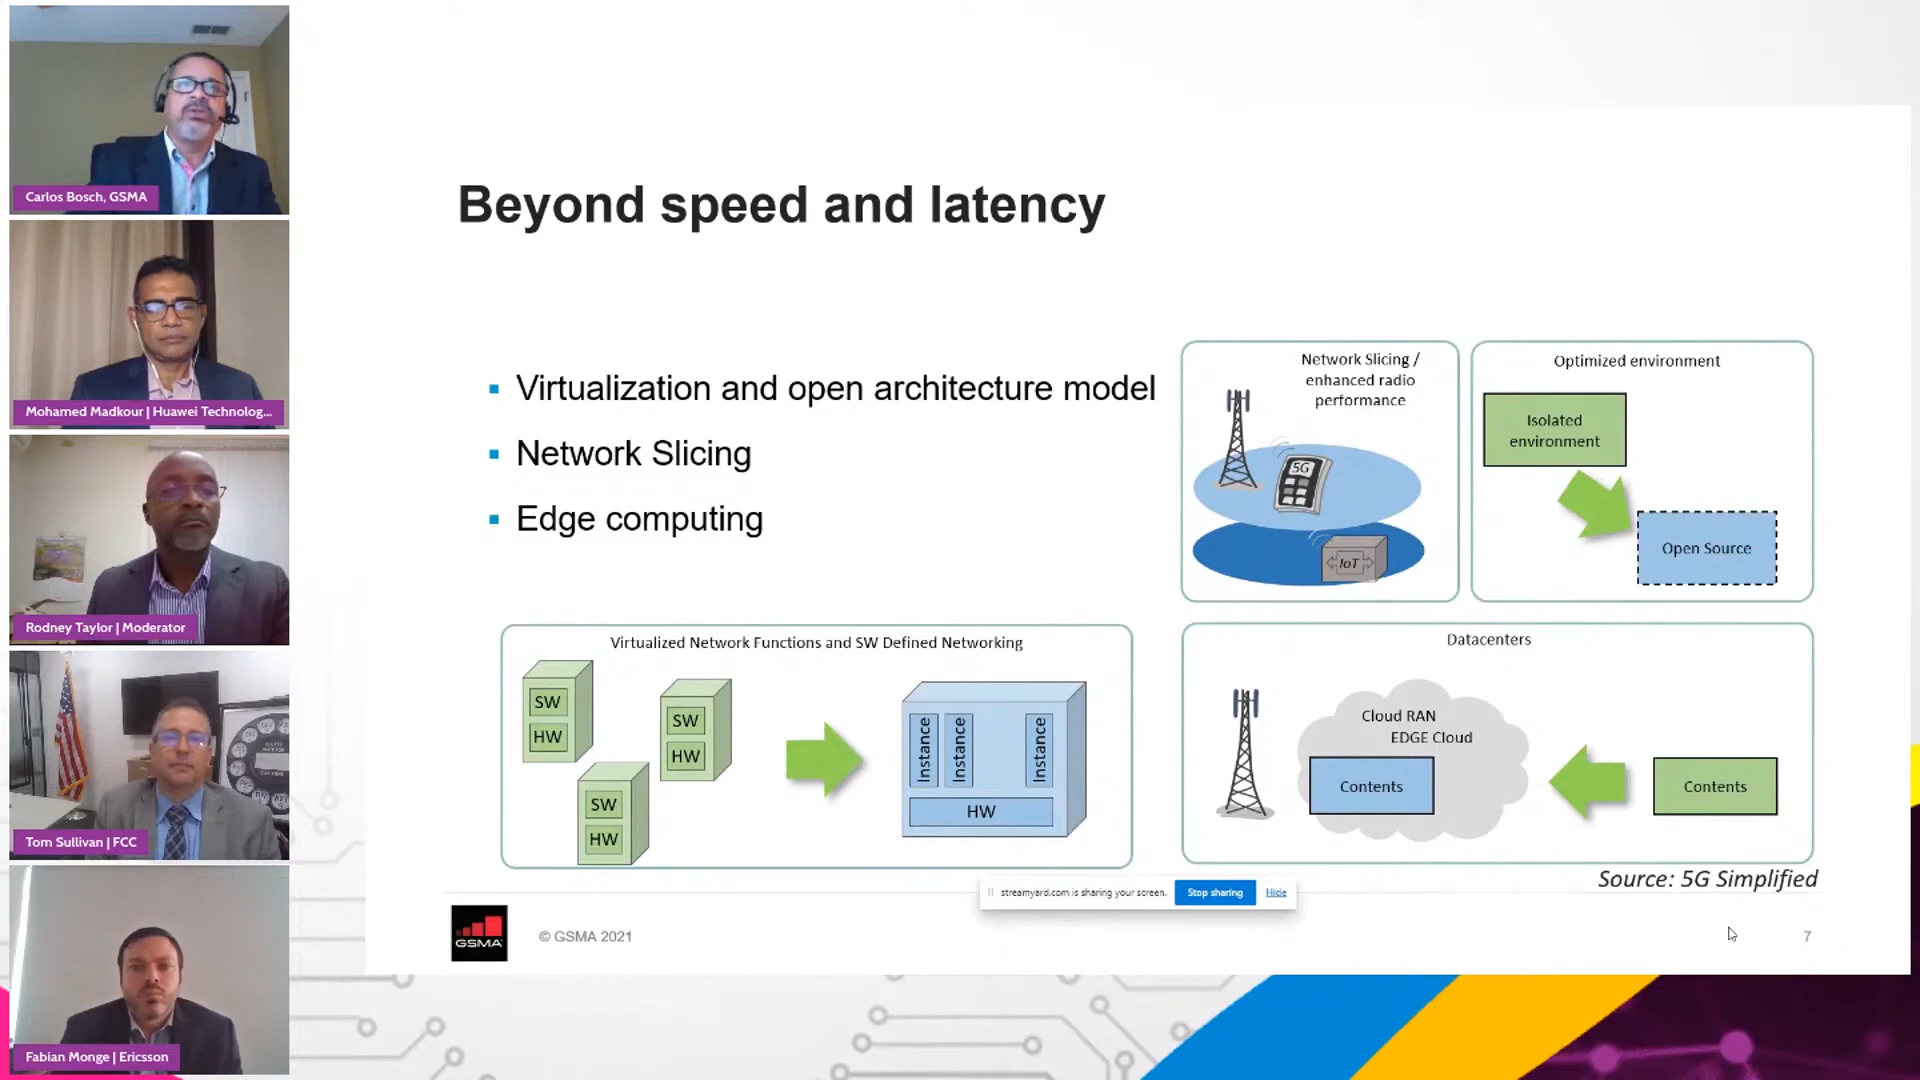 Carlos Bosch, GSMA
Mohamed Madkour | Huawei Technolog...
Rodney Taylor | Moderator
Tom Sullivan | FCC
Fabian Monge | Ericsson
Beyond speed and latency
Virtualization and open architecture model
Network Slicing
Edge computing
Network Slicing /
enhanced radio
performance
5G
IoT
Optimized environment
Isolated
environment
Open Source
Virtualized Network Functions and SW Defined Networking
SW
HW
SW
HW
SW
HW
Instance
Instance
Instance
HW
Datacenters
Cloud RAN
EDGE Cloud
Contents
Contents
Source: 5G Simplified
streamyard.com is sharing your screen.
Stop sharing
Hide
GSMA
© GSMA 2021
7